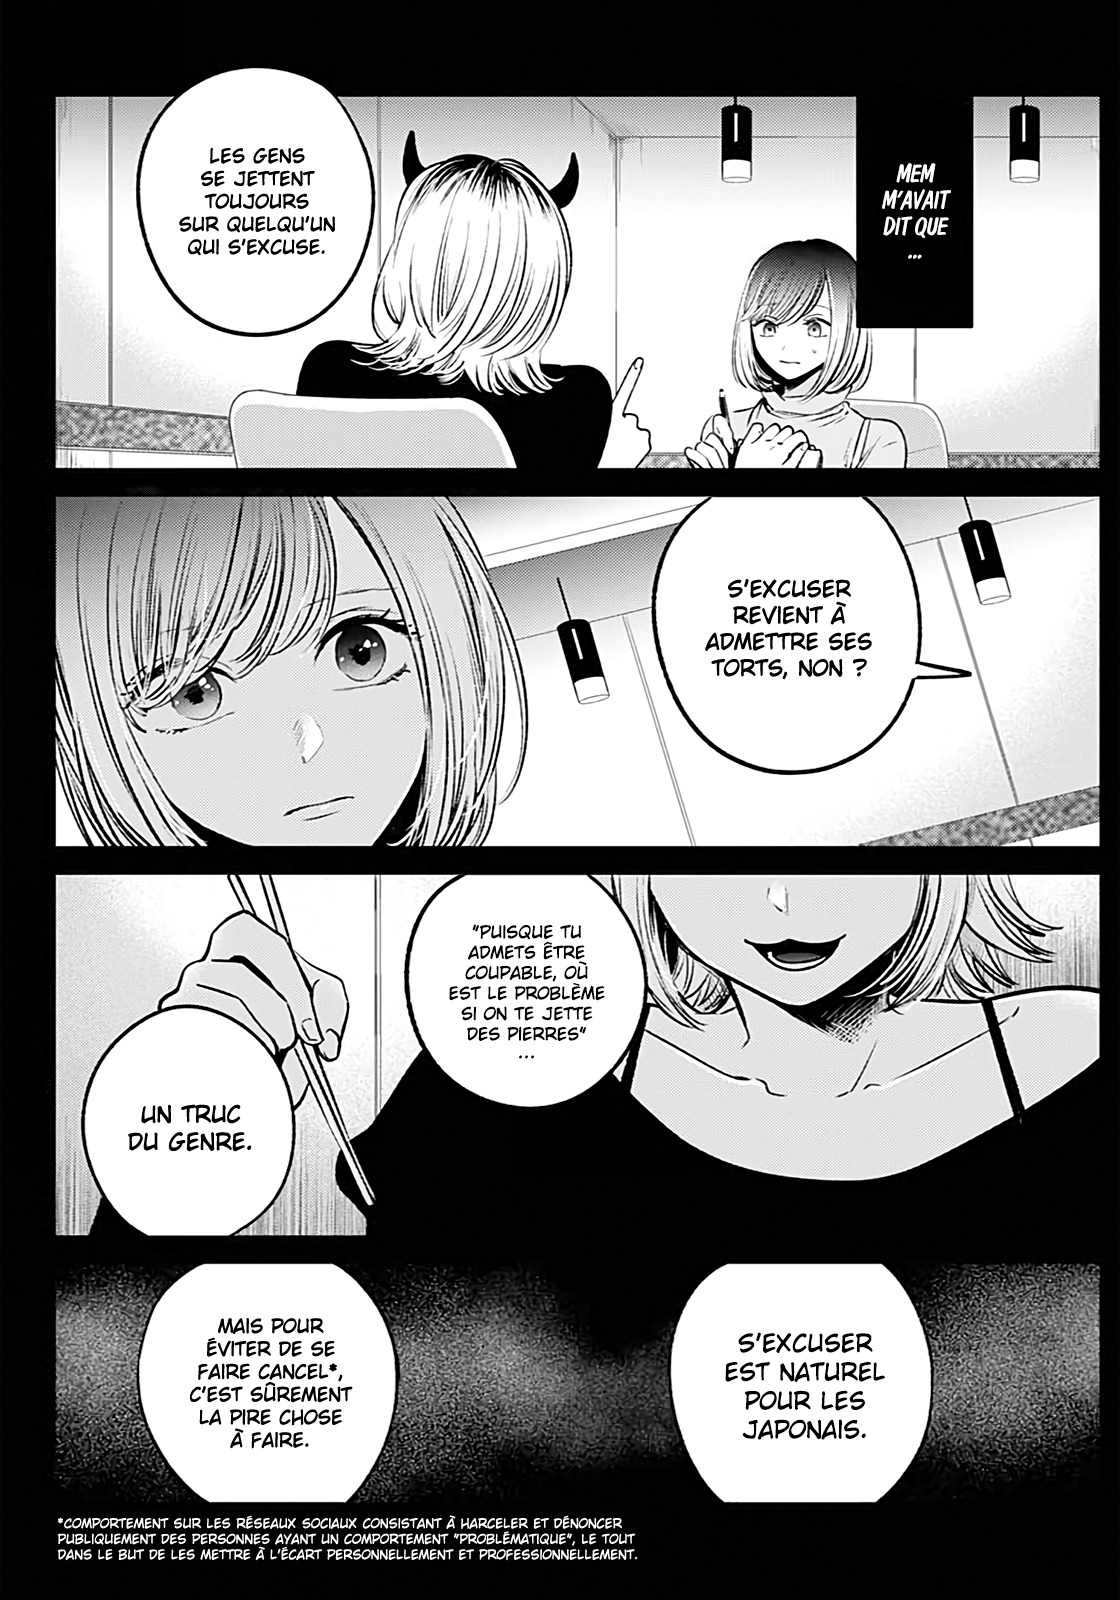 MEM
M'AVAIT
DIT QUE
...
LES GENS
SE JETTENT
TOUJOURS
SUR QUELQU'UN
QUI S'EXCUSE.
S'EXCUSER
REVIENT À
ADMETTRE SES
TORTS, NON ?
"PUISQUE TU
ADMETS ÊTRE
COUPABLE, OÙ
EST LE PROBLÈME
SI ON TE JETTE
DES PIERRES"
...
UN TRUC
DU GENRE.
S'EXCUSER
EST NATUREL
POUR LES
JAPONAIS.
MAIS POUR
ÉVITER DE SE
FAIRE CANCEL*,
C'EST SÛREMENT
LA PIRE CHOSE
À FAIRE.
*COMPORTEMENT SUR LES RÉSEAUX SOCIAUX CONSISTANT À HARCELER ET DÉNONCER
PUBLIQUEMENT DES PERSONNES AYANT UN COMPORTEMENT "PROBLÉMATIQUE", LE TOUT
DANS LE BUT DE LES METTRE À L'ÉCART PERSONNELLEMENT ET PROFESSIONNELLEMENT.